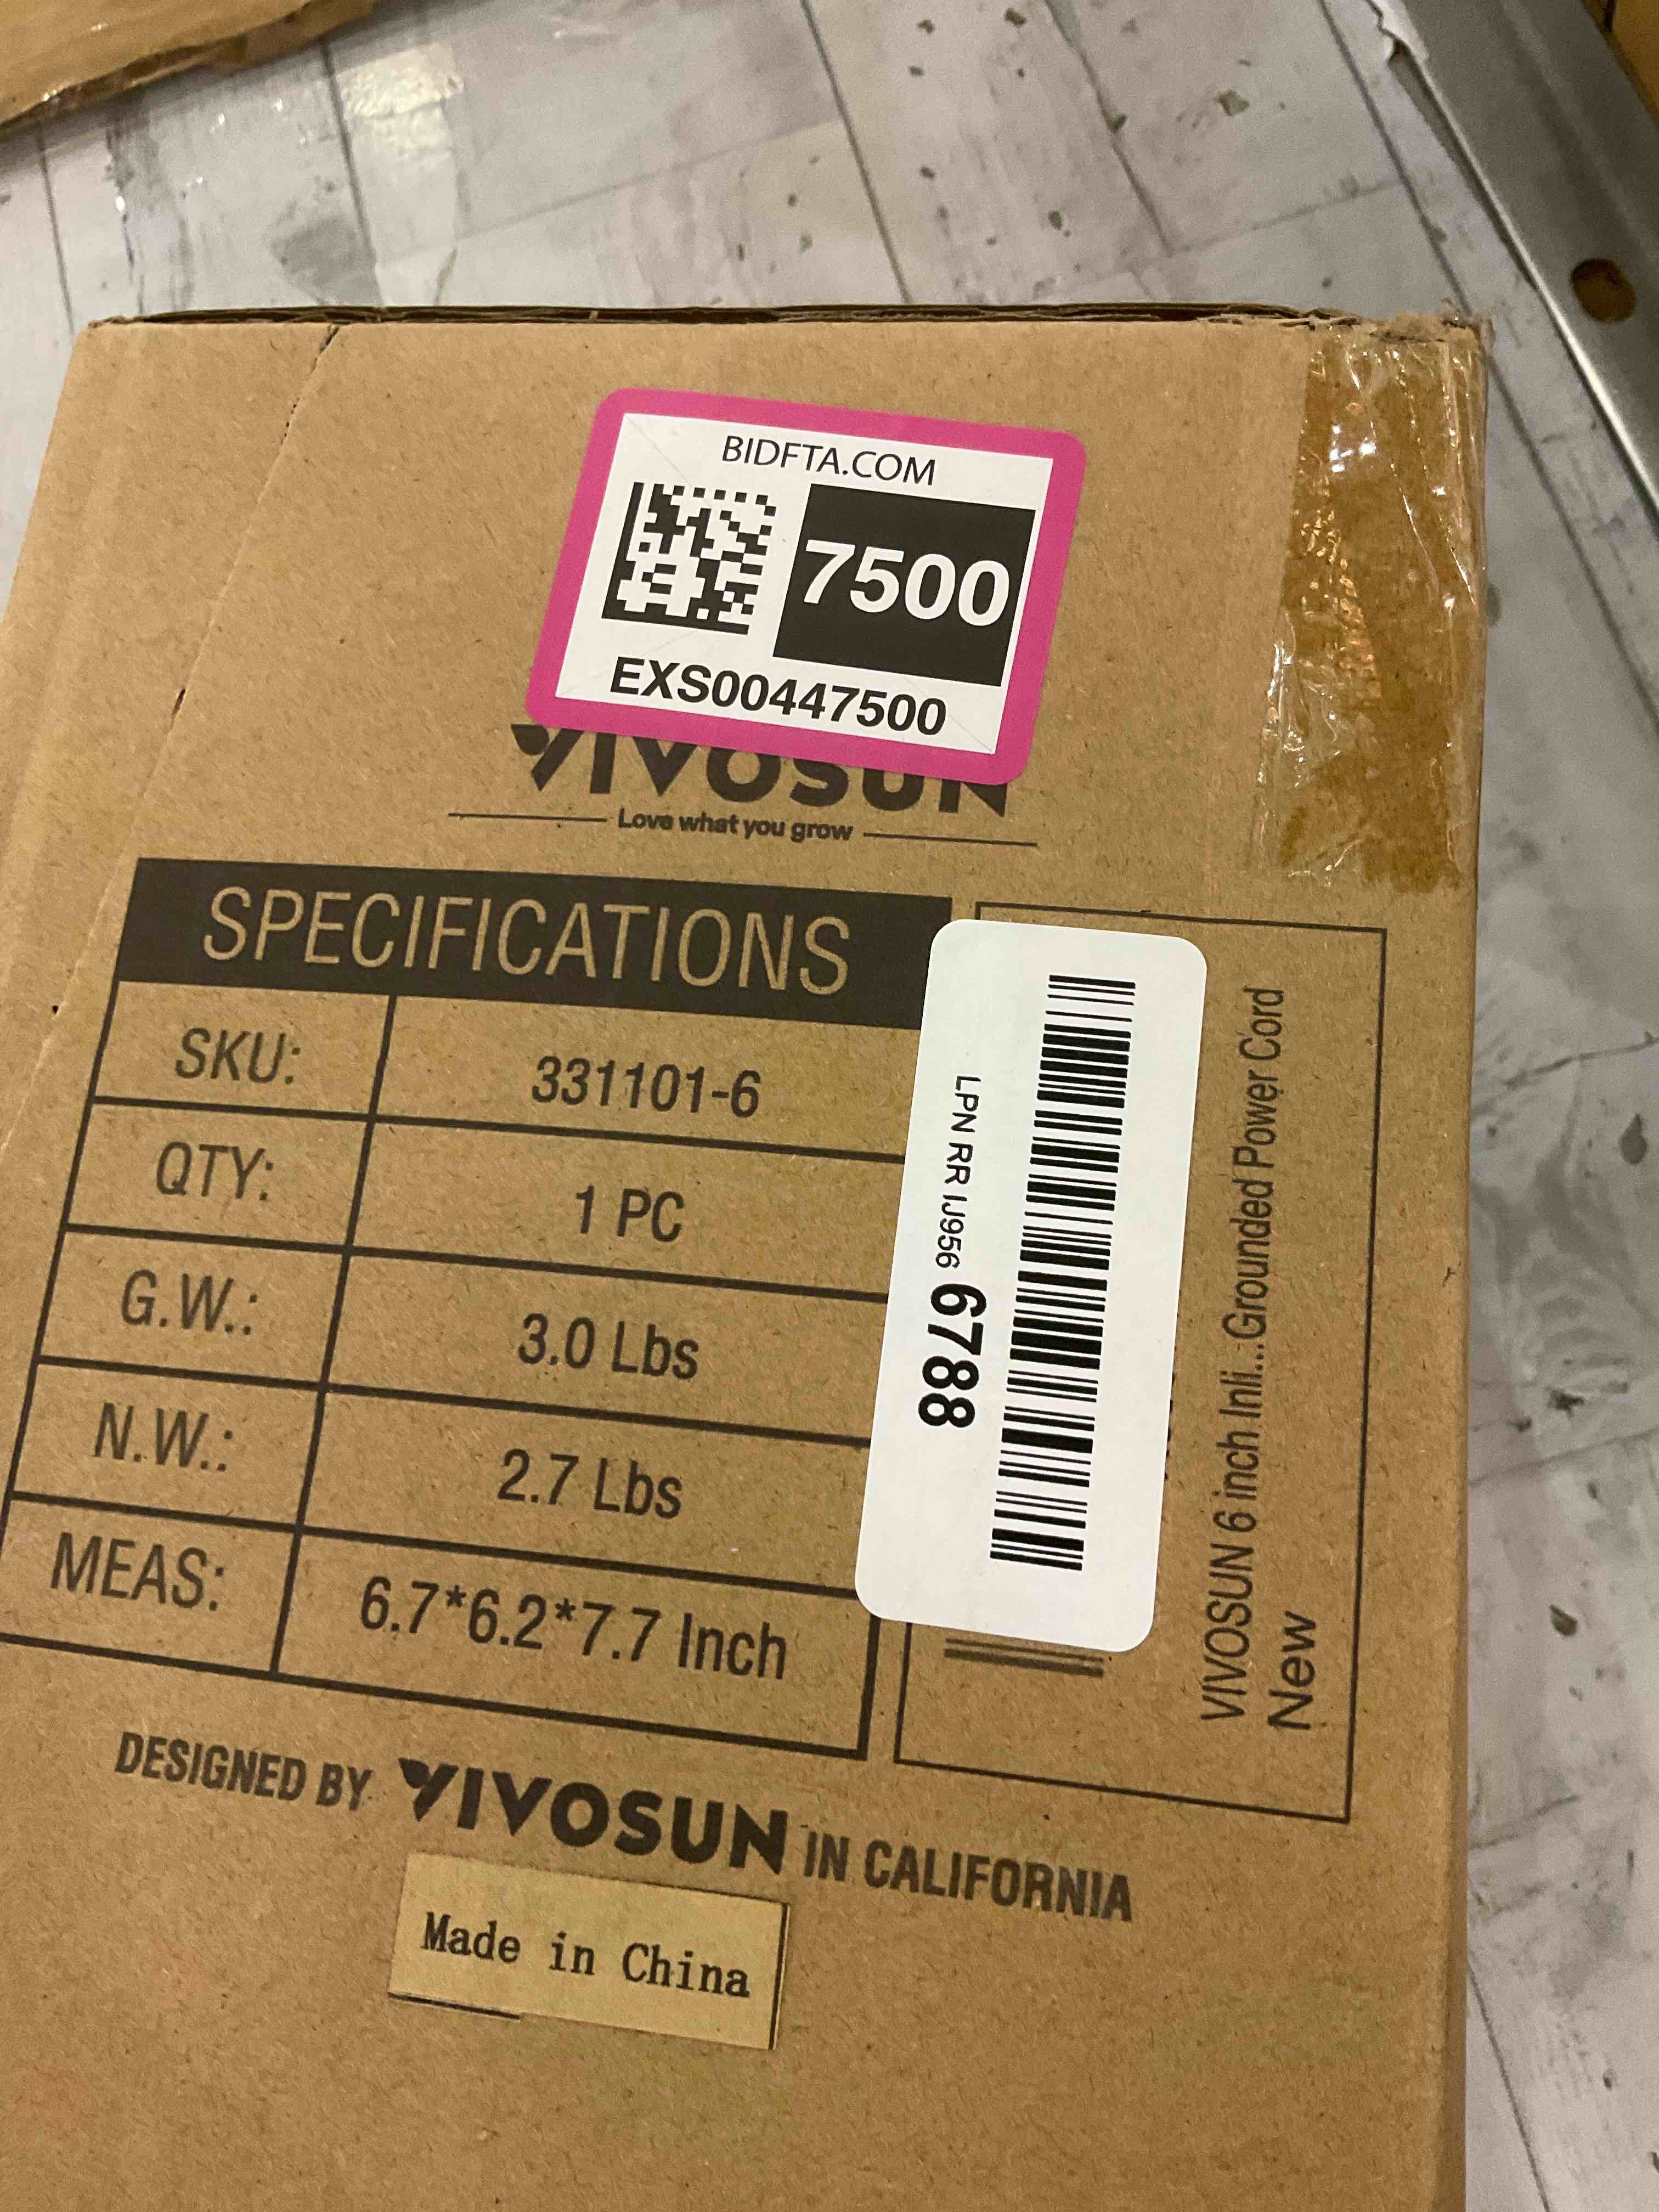 BIDFTA.COM
7500
EXS00447500
VIVOSUN
Love what you grow
SPECIFICATIONS
SKU: 331101-6
QTY: 1 PC
G.W.: 3.0 Lbs
N.W.: 2.7 Lbs
MEAS: 6.7*6.2*7.7 Inch
LPN RR IJ956 6788
VIVOSUN 6 inch Inli...Grounded Power Cord
New
DESIGNED BY VIVOSUN IN CALIFORNIA
Made in China